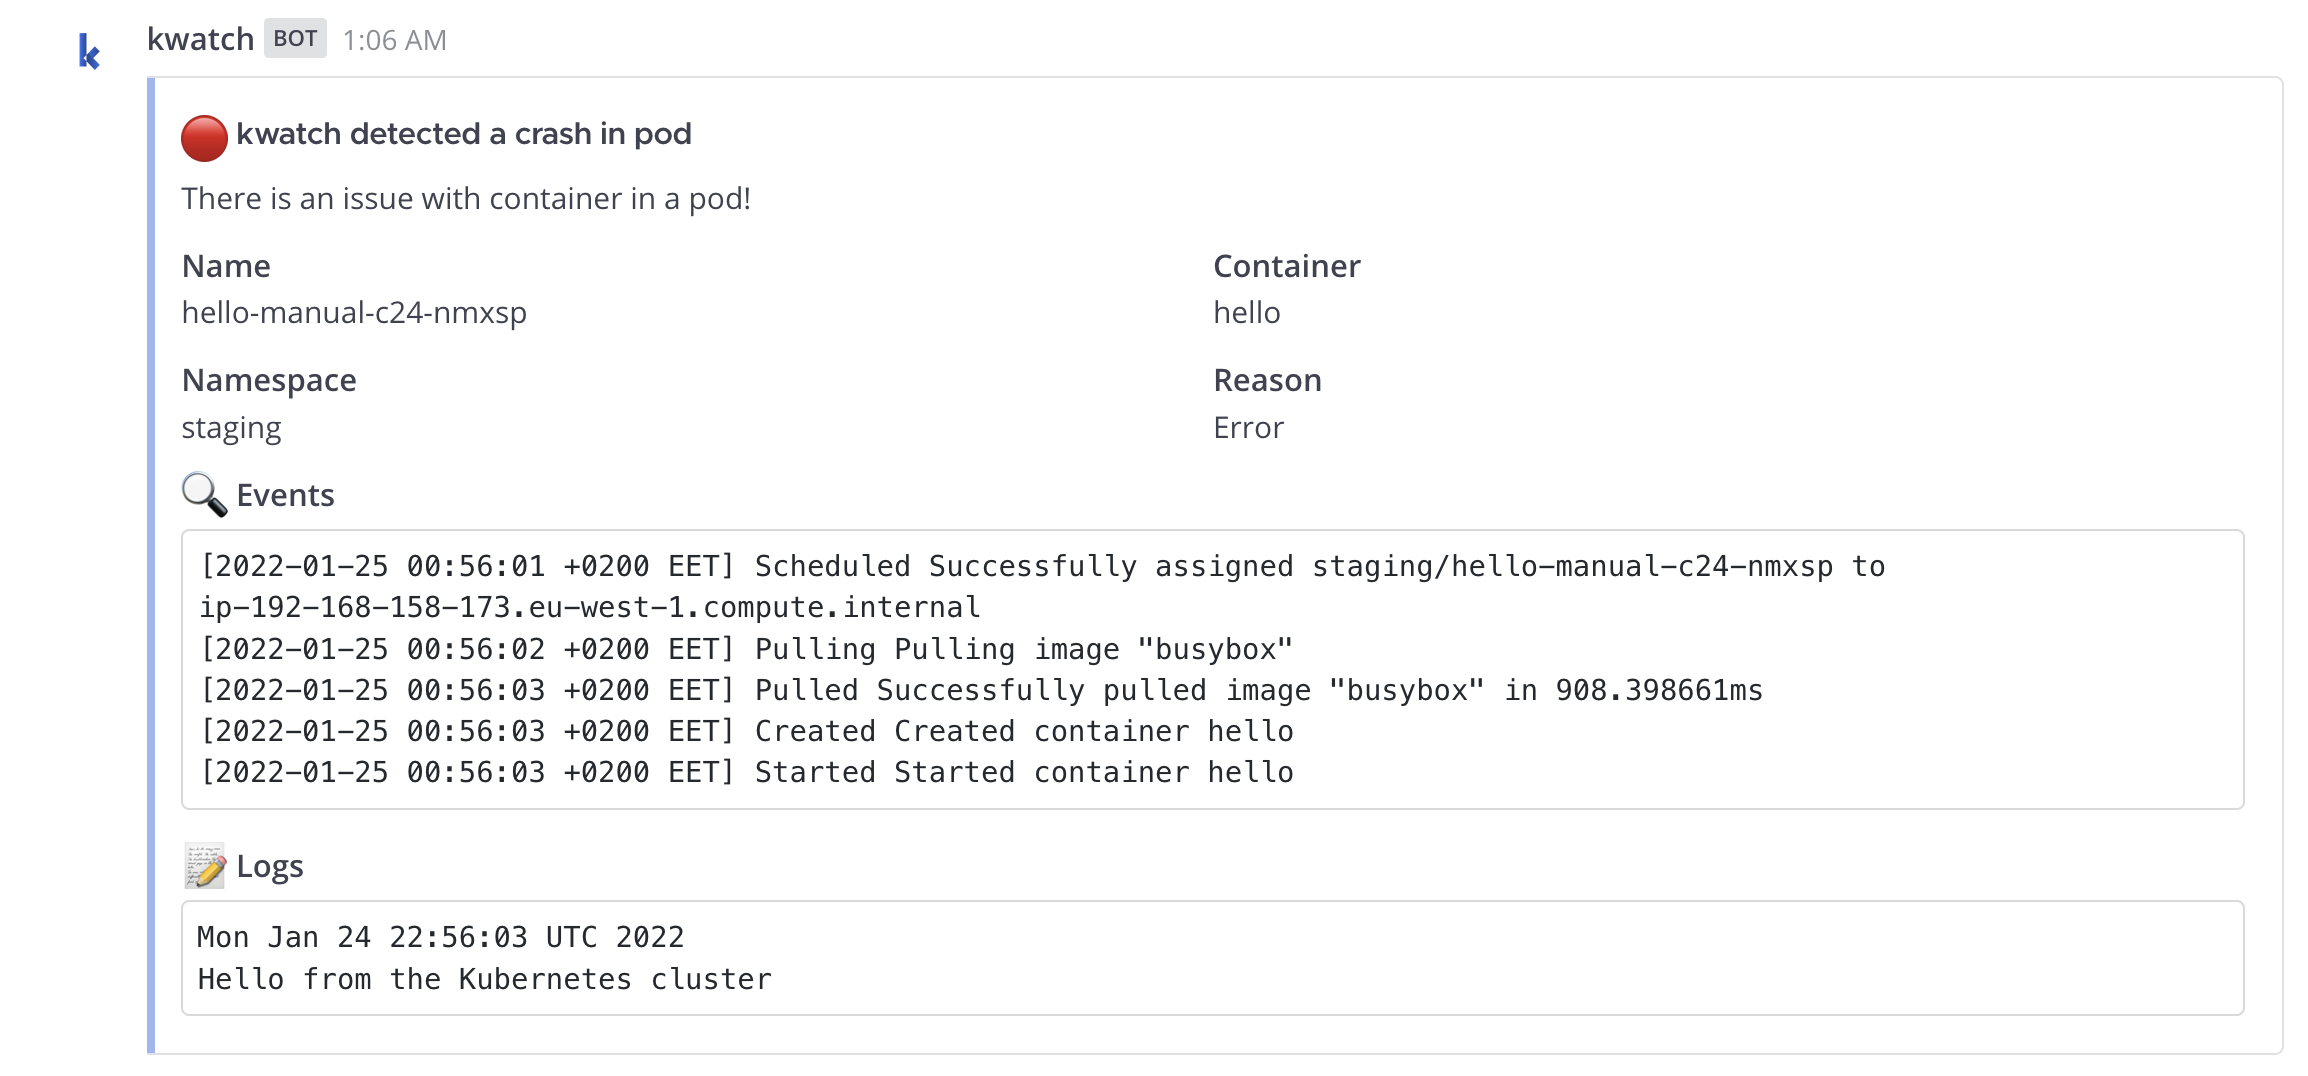 kwatch BOT 1:06 AM
kwatch detected a crash in pod
There is an issue with container in a pod!
Name
hello-manual-c24-nmxsp
Container
hello
Namespace
staging
Reason
Error
Events
[2022-01-25 00:56:01 +0200 EET] Scheduled Successfully assigned staging/hello-manual-c24-nmxsp to
ip-192-168-158-173.eu-west-1.compute.internal
[2022-01-25 00:56:02 +0200 EET] Pulling Pulling image "busybox"
[2022-01-25 00:56:03 +0200 EET] Pulled Successfully pulled image "busybox" in 908.398661ms
[2022-01-25 00:56:03 +0200 EET] Created Created container hello
[2022-01-25 00:56:03 +0200 EET] Started Started container hello
Logs
Mon Jan 24 22:56:03 UTC 2022
Hello from the Kubernetes cluster